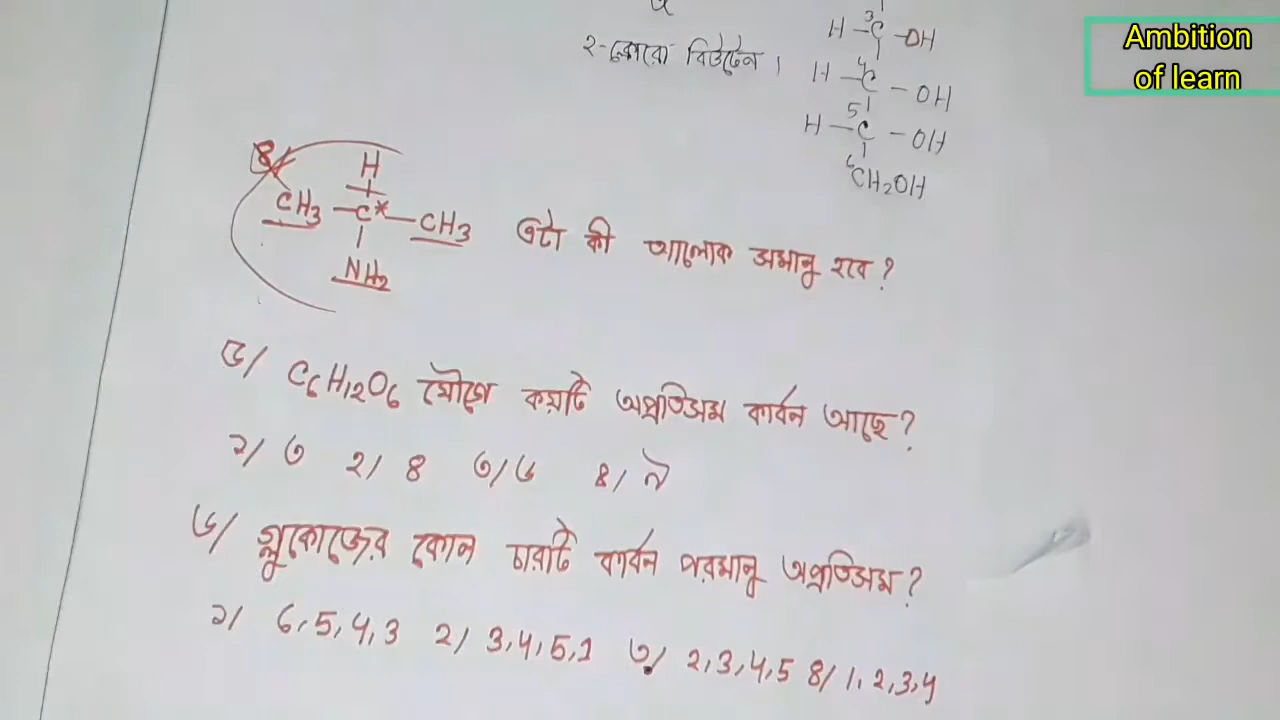 Ambition
of learn
২-ক্লোরো বিউটেন।
H - ³C - OH
H - ⁴C - OH
H - ⁵C - OH
⁶CH₂OH
৪/
H
CH₃ - C* - CH₃ এটা কী আলোক সমানু হবে?
NH₂
৫/ C₆H₁₂O₆ যৌগে কয়টি অপ্রতিসম কার্বন আছে?
১/ ৩ ২/ ৪ ৩/ ৬ ৪/ ৯
৬/ গ্লুকোজের কোন চারটি কার্বন পরমানু অপ্রতিসম?
১/ 6,5,4,3 2/ 3,4,5,1 ৩/ 2,3,4,5 ৪/ 1,2,3,4